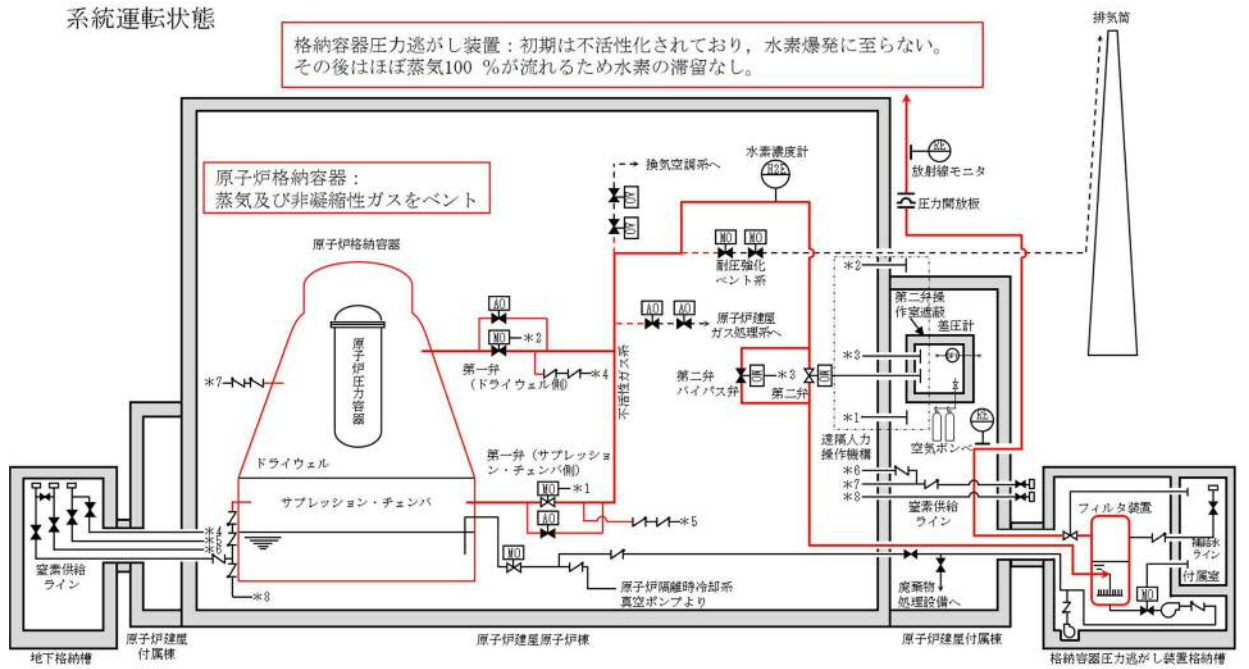 系統運転状態
格納容器圧力逃がし装置：初期は不活性化されており，水素爆発に至らない。
その後はほぼ蒸気100 %が流れるため水素の滞留なし。
排気筒
原子炉格納容器：
蒸気及び非凝縮性ガスをベント
換気空調系へ
水素濃度計
H2E
RE
放射線モニタ
圧力開放板
AO
AO
原子炉格納容器
MO
MO
耐圧強化
ベント系
*2
第二弁操
作室遮蔽
差圧計
AO
MO
*2
AO
AO
原子炉建屋
ガス処理系へ
原子炉圧力容器
*7
第一弁
（ドライウェル側）
*4
不活性ガス系
第二弁
バイパス弁
MO
*3
第二弁
MO
*3
*1
遠隔人力
操作機構
空気ボンベ
RE
ドライウェル
第一弁（サプレッショ
ン・チェンバ側）
サプレッション・チェンバ
MO
*1
AO
*5
*6
*7
*8
窒素供給
ライン
フィルタ装置
補給水
ライン
付属室
*4
*5
*6
窒素供給
ライン
*8
MO
原子炉隔離時冷却系
真空ポンプより
廃棄物
処理設備へ
MO
地下格納槽
原子炉建屋
付属棟
原子炉建屋原子炉棟
原子炉建屋付属棟
格納容器圧力逃がし装置格納槽